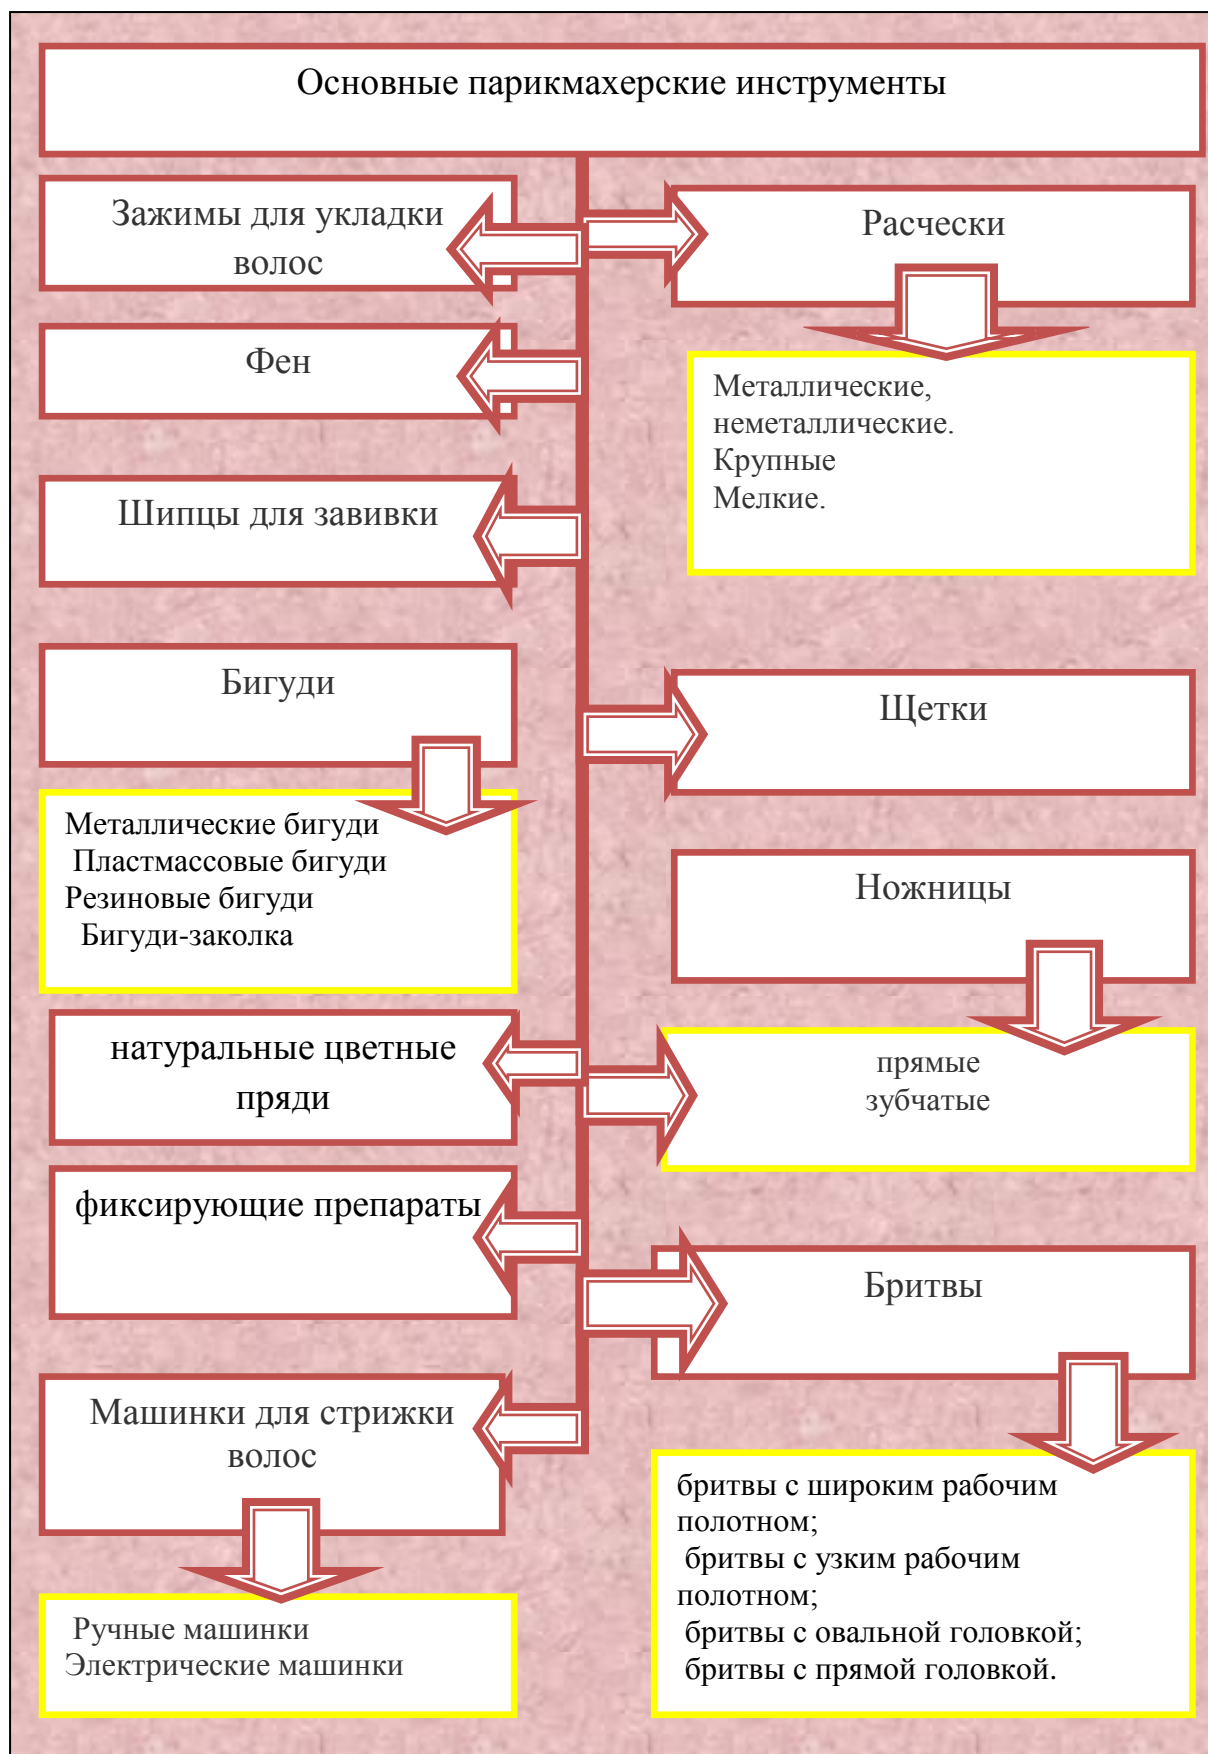 Основные парикмахерские инструменты
Зажимы для укладки
волос
Фен
Шипцы для завивки
Бигуди
Металлические бигуди
Пластмассовые бигуди
Резиновые бигуди
Бигуди-заколка
натуральные цветные
пряди
фиксирующие препараты
Машинки для стрижки
волос
Ручные машинки
Электрические машинки
Расчески
Металлические,
неметаллические.
Крупные
Мелкие.
Щетки
Ножницы
прямые
зубчатые
Бритвы
бритвы с широким рабочим
полотном;
бритвы с узким рабочим
полотном;
бритвы с овальной головкой;
бритвы с прямой головкой.